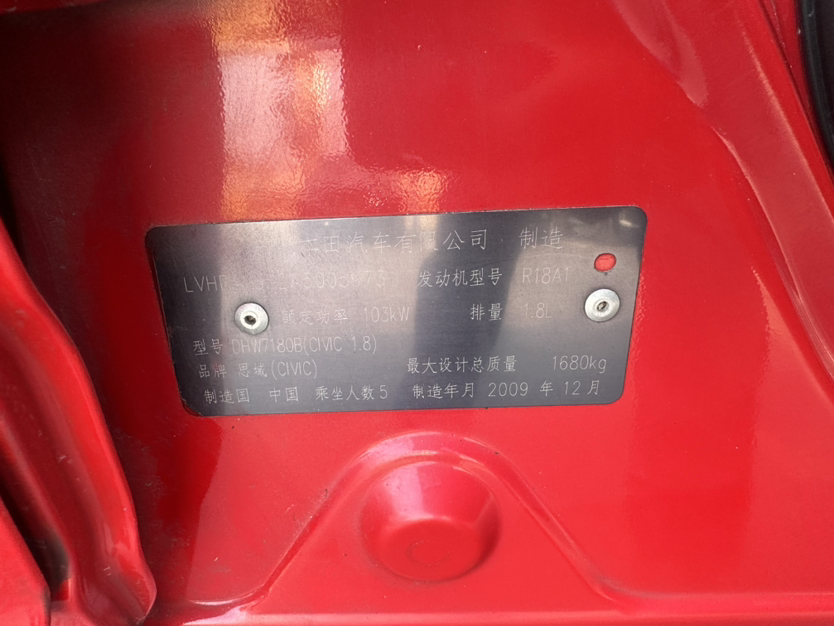 本田汽车有限公司 制造
发动机型号 R18A1
额定功率 103kW 排量 1.8L
型号 DHW7180B(CIVIC 1.8)
品牌 思域(CIVIC) 最大设计总质量 1680kg
制造国 中国 乘坐人数 5 制造年月 2009 年 12 月